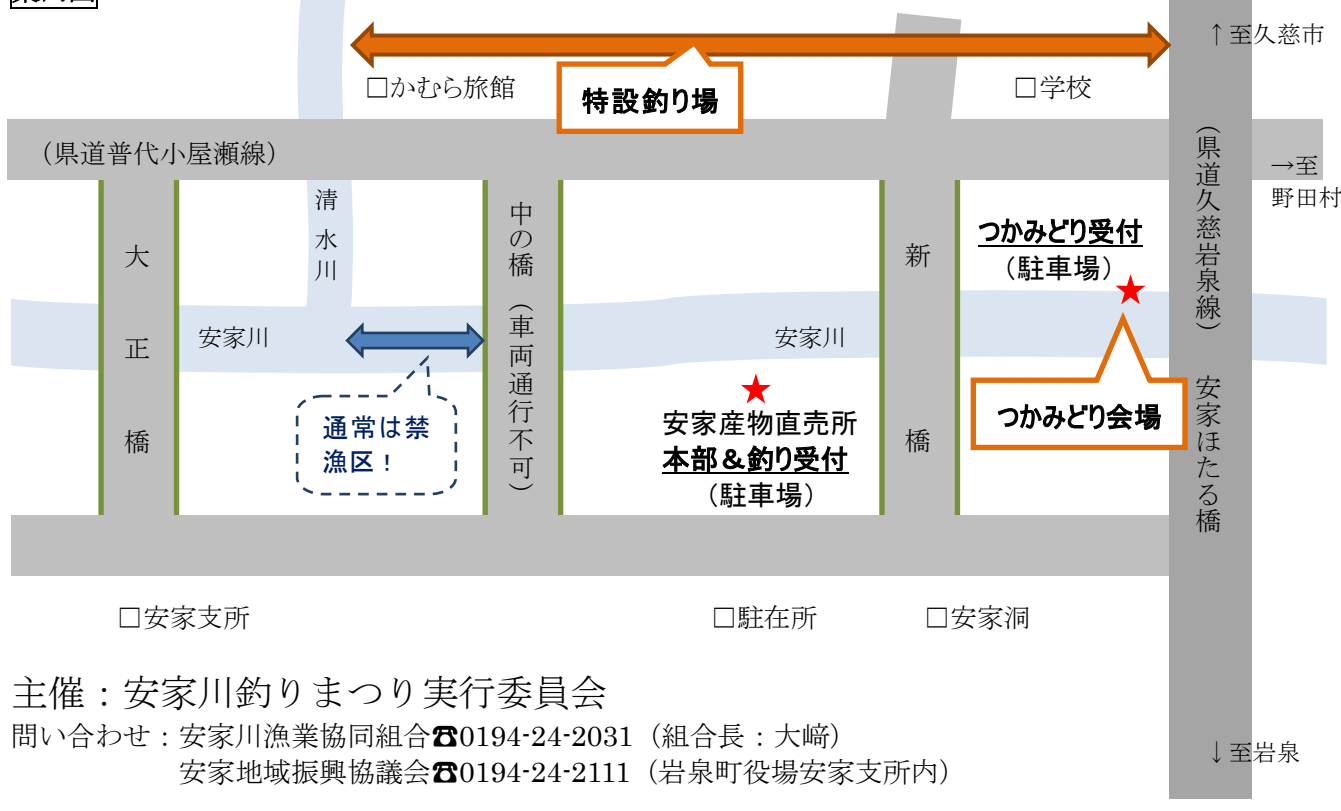 案内図
↑至久慈市
□かむら旅館
特設釣り場
□学校
（県道普代小屋瀬線）
（県道久慈岩泉線）
→至
野田村
清水川
中の橋（車両通行不可）
つかみどり受付
（駐車場）
大正橋
新橋
安家川
安家川
通常は禁
漁区！
安家産物直売所
本部＆釣り受付
（駐車場）
つかみどり会場
安家ほたる橋
□安家支所
□駐在所
□安家洞
主催：安家川釣りまつり実行委員会
問い合わせ：安家川漁業協同組合☎0194-24-2031（組合長：大﨑）
安家地域振興協議会☎0194-24-2111（岩泉町役場安家支所内）
↓至岩泉